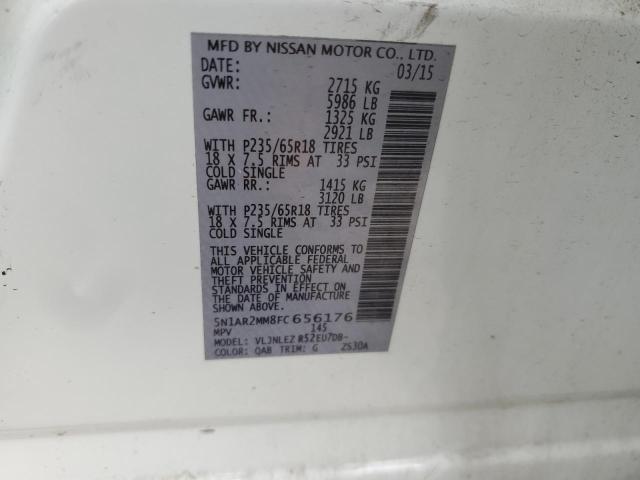 MFD BY NISSAN MOTOR CO., LTD.
DATE: 03/15
GVWR: 2715 KG
5986 LB
GAWR FR.: 1325 KG
2921 LB
WITH P235/65R18 TIRES
18 X 7.5 RIMS AT 33 PSI
COLD SINGLE
GAWR RR.: 1415 KG
3120 LB
WITH P235/65R18 TIRES
18 X 7.5 RIMS AT 33 PSI
COLD SINGLE
THIS VEHICLE CONFORMS TO
ALL APPLICABLE FEDERAL
MOTOR VEHICLE SAFETY AND
THEFT PREVENTION
STANDARDS IN EFFECT ON
THE DATE OF MANUFACTURE
SHOWN ABOVE.
5N1AR2MM8FC656176
MPV 145
MODEL:
COLOR: QAB TRIM: G ZS30A